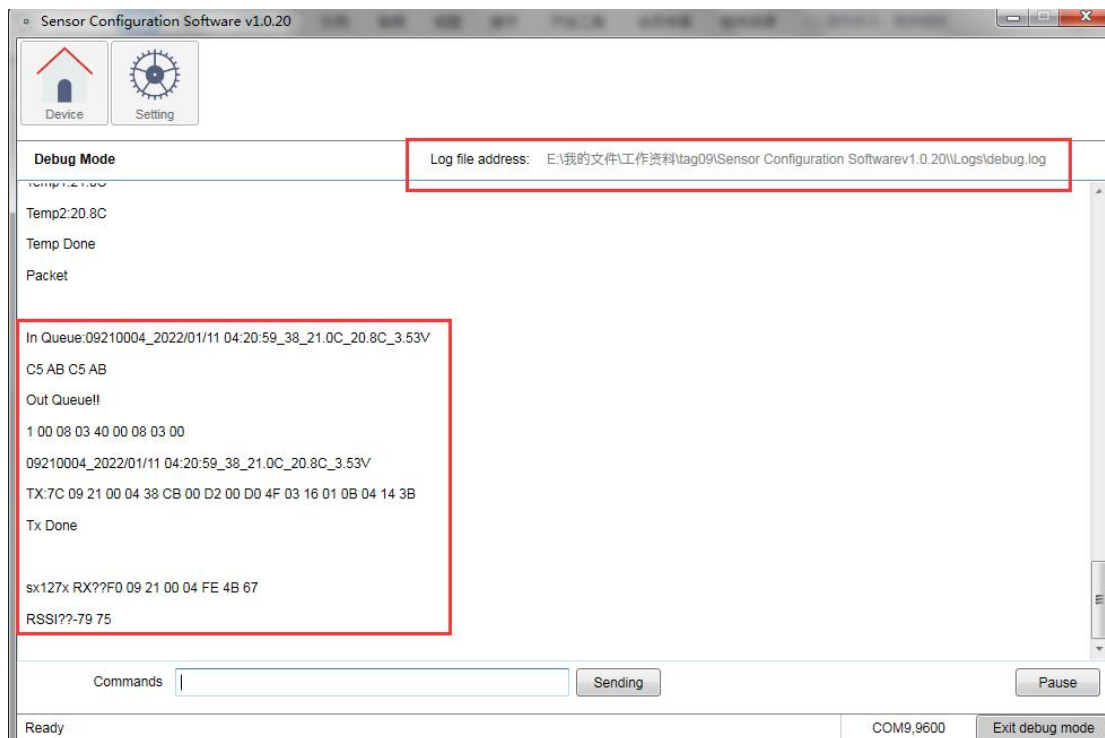 Sensor Configuration Software v1.0.20
Device
Setting
Debug Mode
Log file address: E:\我的文件\工作资料\tag09\Sensor Configuration Softwarev1.0.20\\Logs\debug.log
Temp2:20.8C
Temp Done
Packet
In Queue:09210004_2022/01/11 04:20:59_38_21.0C_20.8C_3.53V
C5 AB C5 AB
Out Queue!!
1 00 08 03 40 00 08 03 00
09210004_2022/01/11 04:20:59_38_21.0C_20.8C_3.53V
TX:7C 09 21 00 04 38 CB 00 D2 00 D0 4F 03 16 01 0B 04 14 3B
Tx Done
sx127x RX??F0 09 21 00 04 FE 4B 67
RSSI??-79 75
Commands
Sending
Pause
Ready
COM9,9600
Exit debug mode